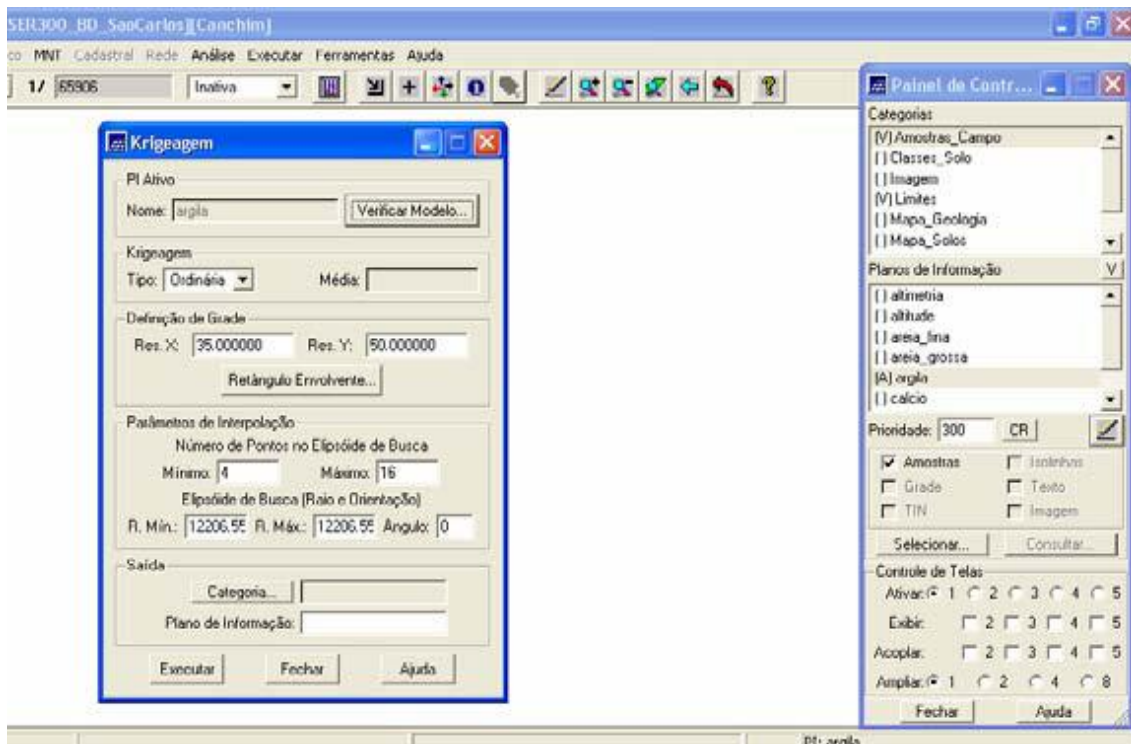 SER300_BD_SaoCarlos][Canchim]
co MNT Cadastral Rede Análise Executar Ferramentas Ajuda
1/ 65906 Inativa
Krigeagem
PI Ativo
Nome: argila Verificar Modelo...
Krigeagem
Tipo: Ordinária Média:
Definição de Grade
Res. X: 35.000000 Res. Y: 50.000000
Retângulo Envolvente...
Parâmetros de Interpolação
Número de Pontos no Elipsóide de Busca
Mínimo: 4 Máximo: 16
Elipsóide de Busca (Raio e Orientação)
R. Mín.: 12206.55 R. Máx.: 12206.55 Ângulo: 0
Saída
Categoria...
Plano de Informação:
Executar Fechar Ajuda
Painel de Contr...
Categorias
(V) Amostras_Campo
( ) Classes_Solo
( ) Imagem
(V) Limites
( ) Mapa_Geologia
( ) Mapa_Solos
Planos de Informação V
( ) altimetria
( ) altitude
( ) areia_fina
( ) areia_grossa
(A) argila
( ) calcio
Prioridade: 300 CR
Amostras Isolinhas
Grade Texto
TIN Imagem
Selecionar... Consultar...
Controle de Telas
Ativar: 1 2 3 4 5
Exibir: 2 3 4 5
Acoplar: 2 3 4 5
Ampliar: 1 2 4 8
Fechar Ajuda
PI: argila